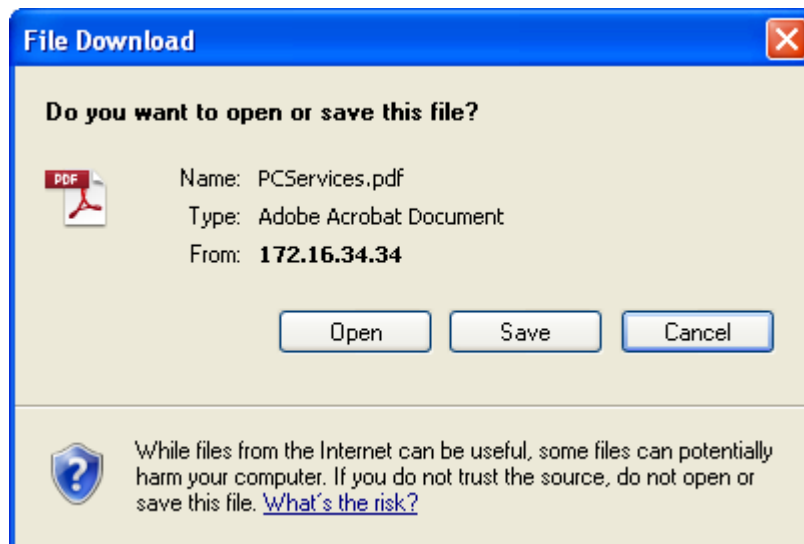 File Download
Do you want to open or save this file?
PDF
Name: PCServices.pdf
Type: Adobe Acrobat Document
From: 172.16.34.34
Open Save Cancel
While files from the Internet can be useful, some files can potentially
harm your computer. If you do not trust the source, do not open or
save this file. What's the risk?